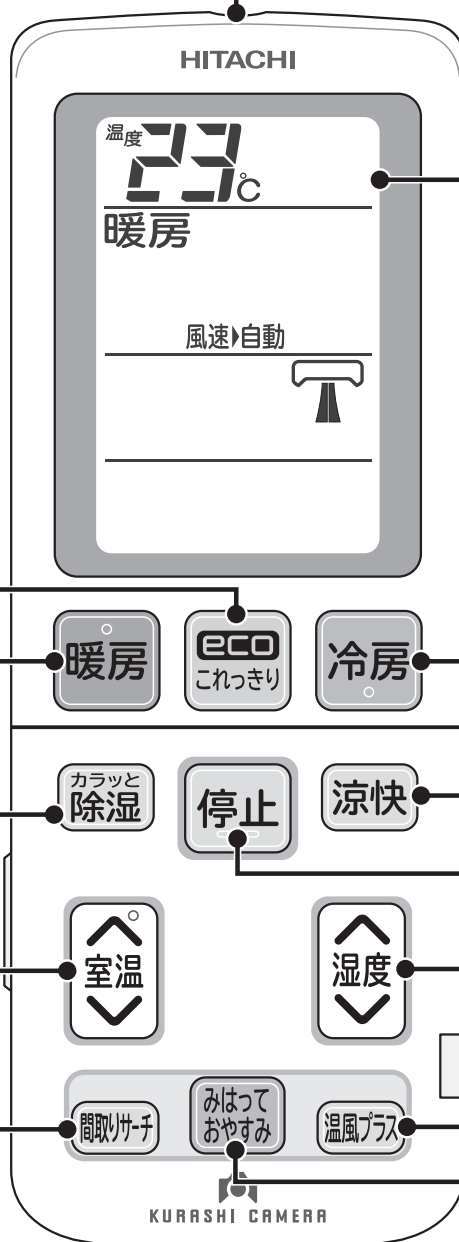 HITACHI
温度 23℃
暖房
風速▶自動
暖房
eco
これっきり
冷房
カラッと
除湿
停止
涼快
室温
湿度
間取りサーチ
みはって
おやすみ
温風プラス
KURASHI CAMERA